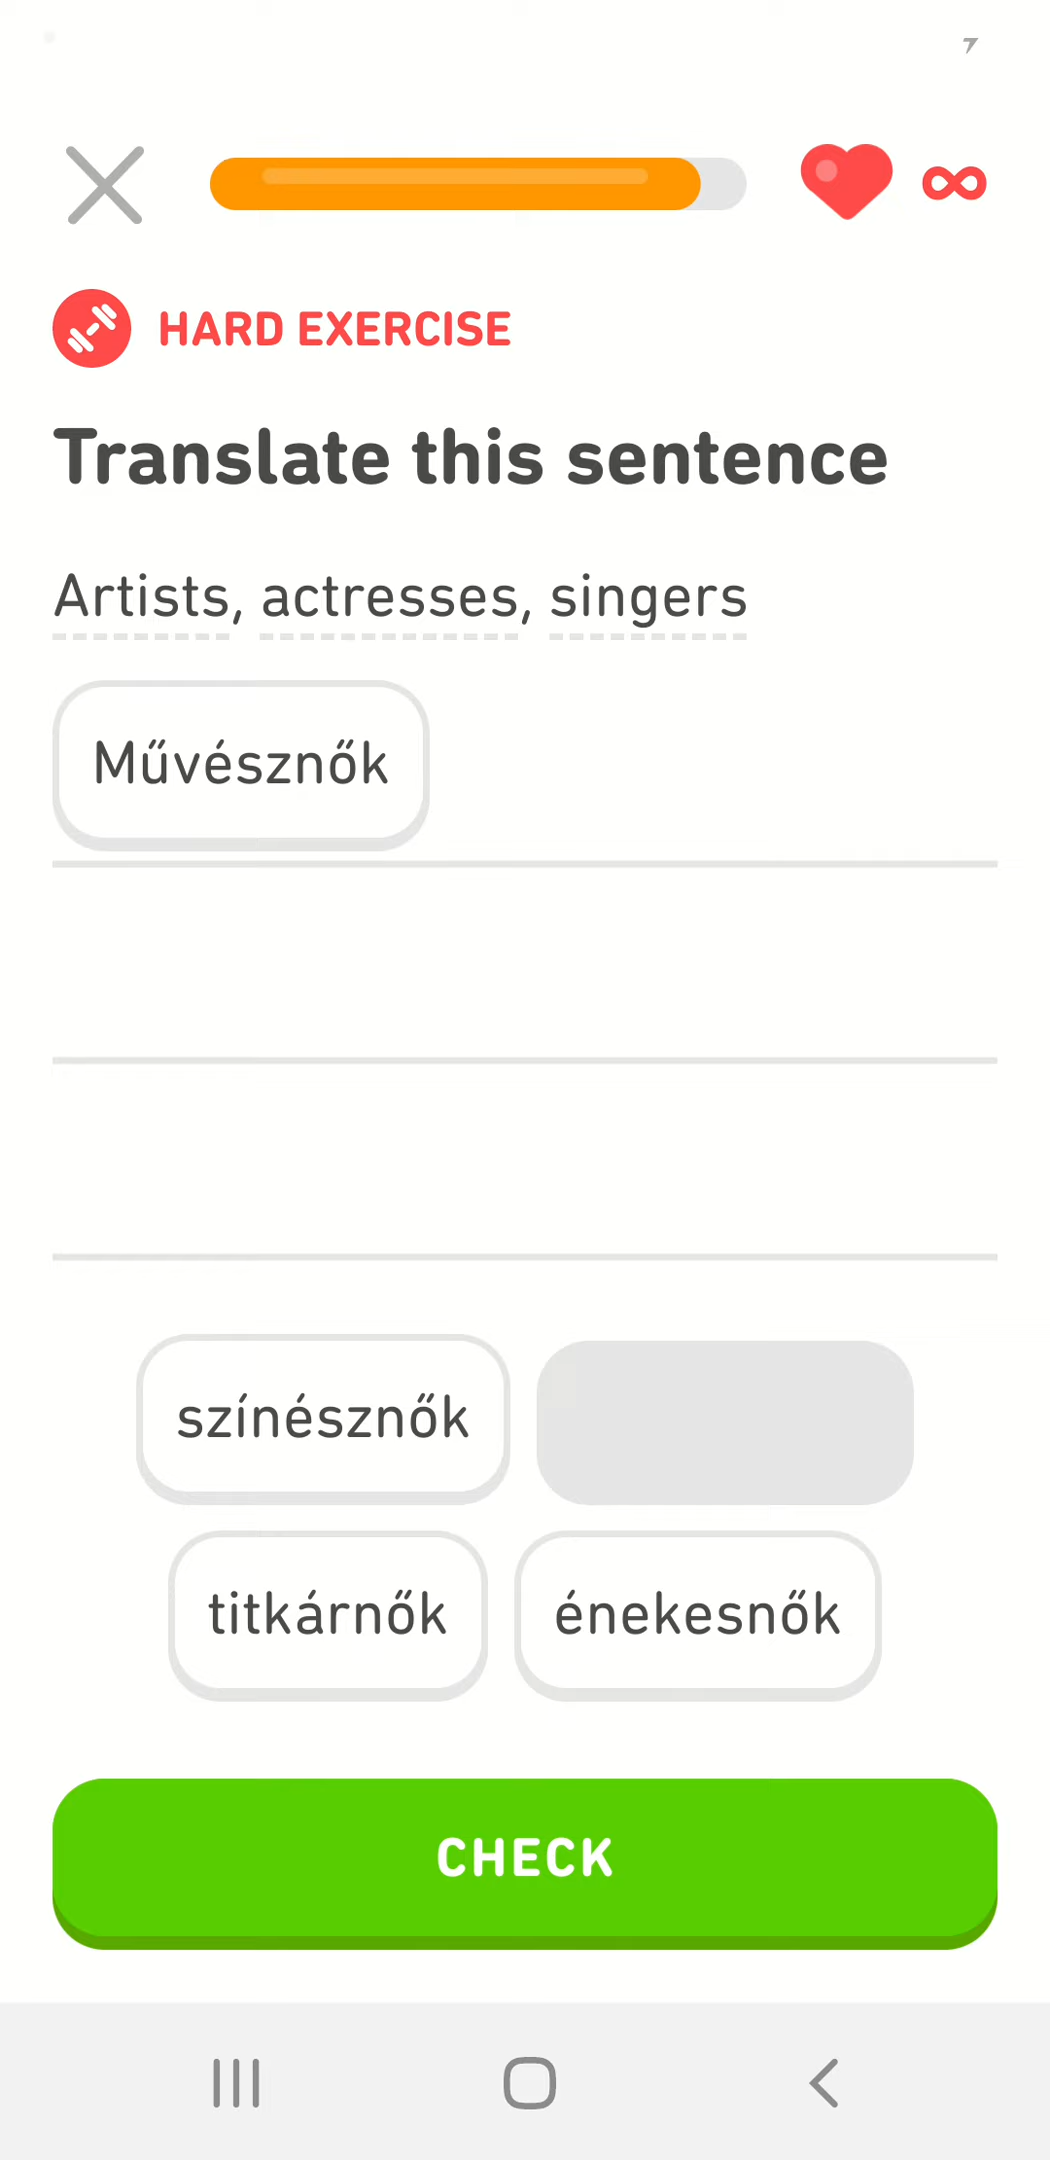 HARD EXERCISE
Translate this sentence
Artists, actresses, singers
Művésznők
színésznők
titkárnők énekesnők
CHECK